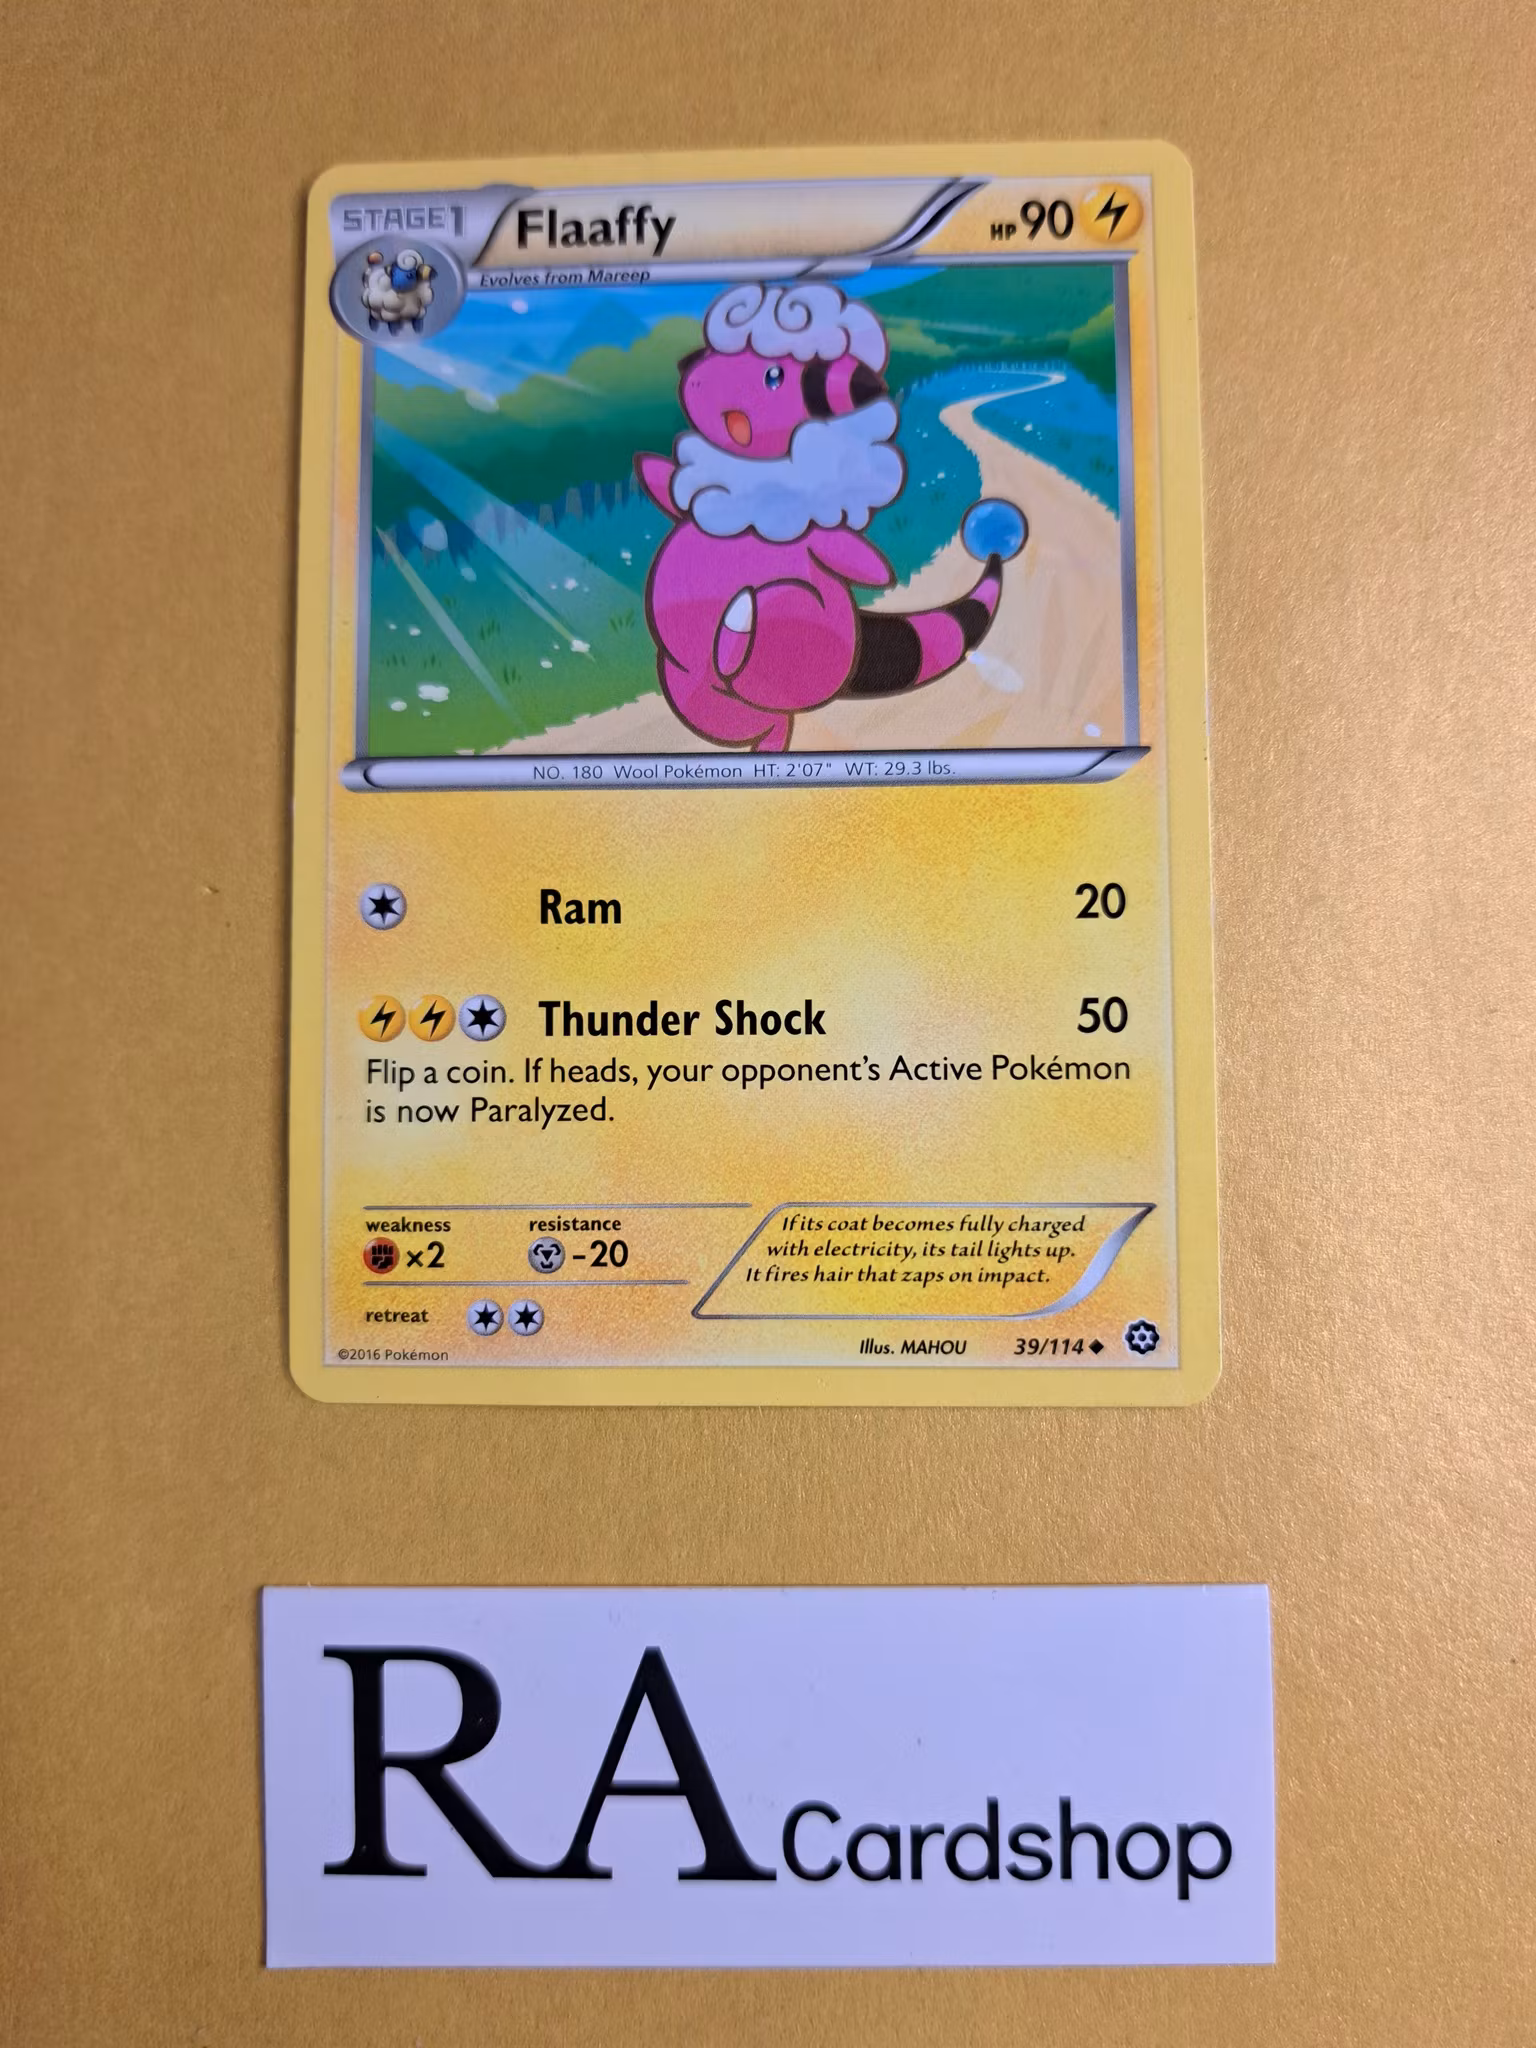 STAGE1
Flaaffy
HP 90
Evolves from Mareep
NO. 180 Wool Pokémon HT: 2'07" WT: 29.3 lbs.
Ram 20
Thunder Shock 50
Flip a coin. If heads, your opponent's Active Pokémon
is now Paralyzed.
weakness
×2
resistance
-20
retreat
If its coat becomes fully charged
with electricity, its tail lights up.
It fires hair that zaps on impact.
©2016 Pokémon
Illus. MAHOU 39/114
RA Cardshop